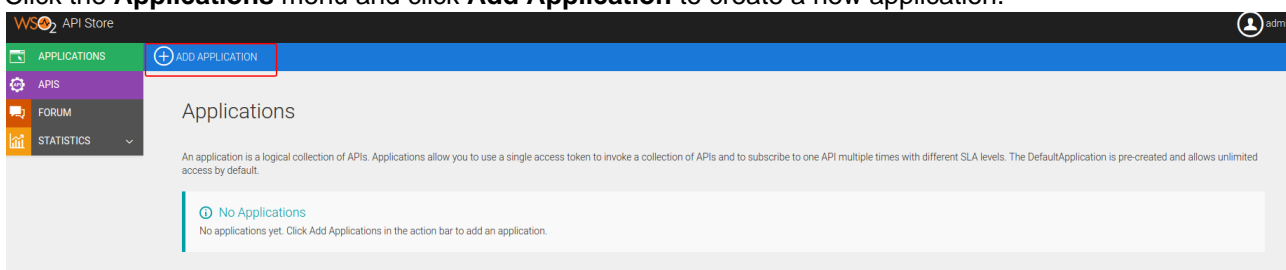 Click the Applications menu and click Add Application to create a new application.
WSO2 API Store
admi
APPLICATIONS
ADD APPLICATION
APIS
FORUM
STATISTICS
Applications
An application is a logical collection of APIs. Applications allow you to use a single access token to invoke a collection of APIs and to subscribe to one API multiple times with different SLA levels. The DefaultApplication is pre-created and allows unlimited
access by default.
No Applications
No applications yet. Click Add Applications in the action bar to add an application.